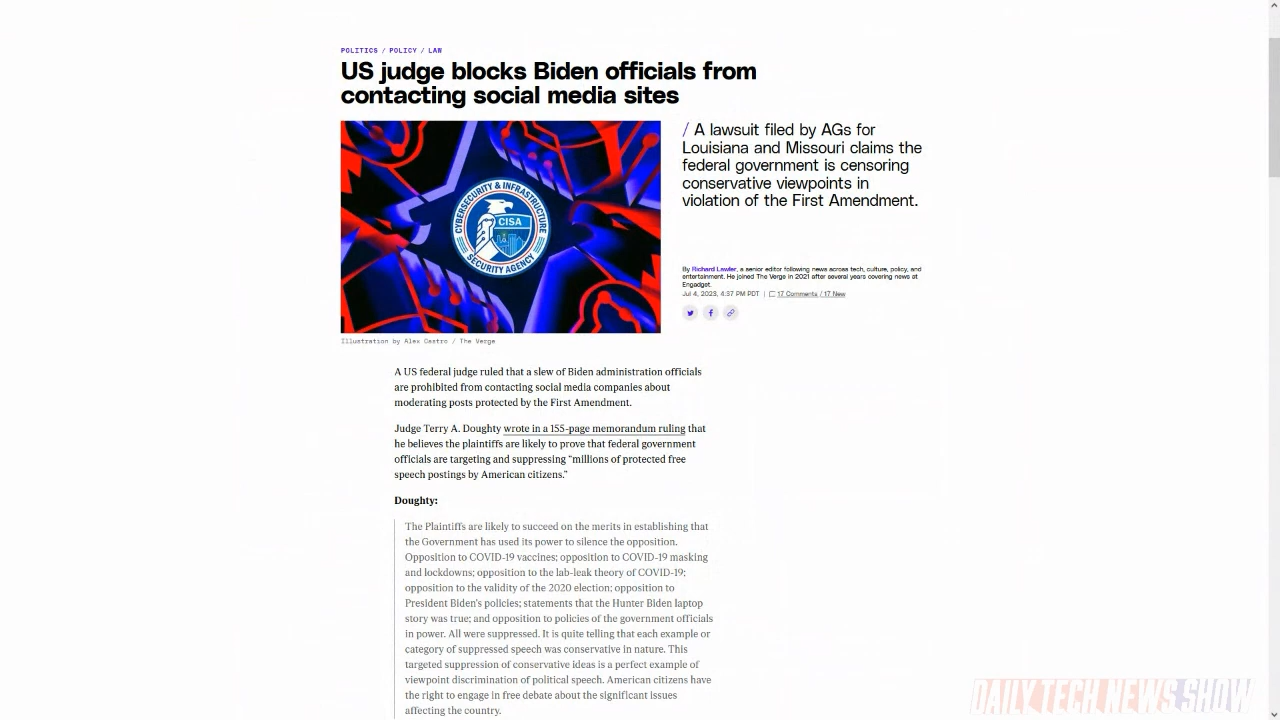 POLITICS / POLICY / LAW
US judge blocks Biden officials from
contacting social media sites
CYBERSECURITY & INFRASTRUCTURE
CISA
SECURITY AGENCY
/ A lawsuit filed by AGs for
Louisiana and Missouri claims the
federal government is censoring
conservative viewpoints in
violation of the First Amendment.
By Richard Lawler, a senior editor following news across tech, culture, policy, and
entertainment. He joined The Verge in 2021 after several years covering news at
Engadget.
Jul 4, 2023, 4:37 PM PDT | 17 Comments / 17 New
Illustration by Alex Castro / The Verge
A US federal judge ruled that a slew of Biden administration officials
are prohibited from contacting social media companies about
moderating posts protected by the First Amendment.
Judge Terry A. Doughty wrote in a 155-page memorandum ruling that
he believes the plaintiffs are likely to prove that federal government
officials are targeting and suppressing “millions of protected free
speech postings by American citizens.”
Doughty:
The Plaintiffs are likely to succeed on the merits in establishing that
the Government has used its power to silence the opposition.
Opposition to COVID-19 vaccines; opposition to COVID-19 masking
and lockdowns; opposition to the lab-leak theory of COVID-19;
opposition to the validity of the 2020 election; opposition to
President Biden's policies; statements that the Hunter Biden laptop
story was true; and opposition to policies of the government officials
in power. All were suppressed. It is quite telling that each example or
category of suppressed speech was conservative in nature. This
targeted suppression of conservative ideas is a perfect example of
viewpoint discrimination of political speech. American citizens have
the right to engage in free debate about the significant issues
affecting the country.
DAILY TECH NEWS SHOW